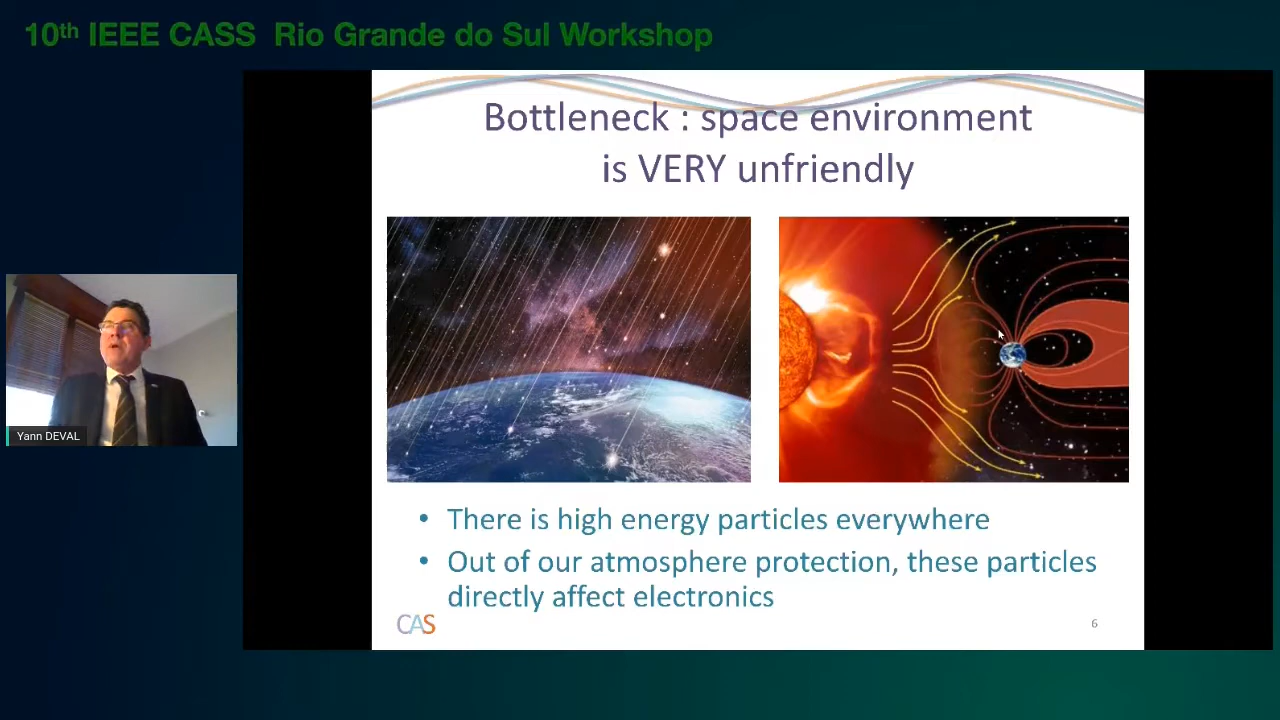 10th IEEE CASS Rio Grande do Sul Workshop
Bottleneck : space environment
is VERY unfriendly
Yann DEVAL
• There is high energy particles everywhere
• Out of our atmosphere protection, these particles
directly affect electronics
CAS
6